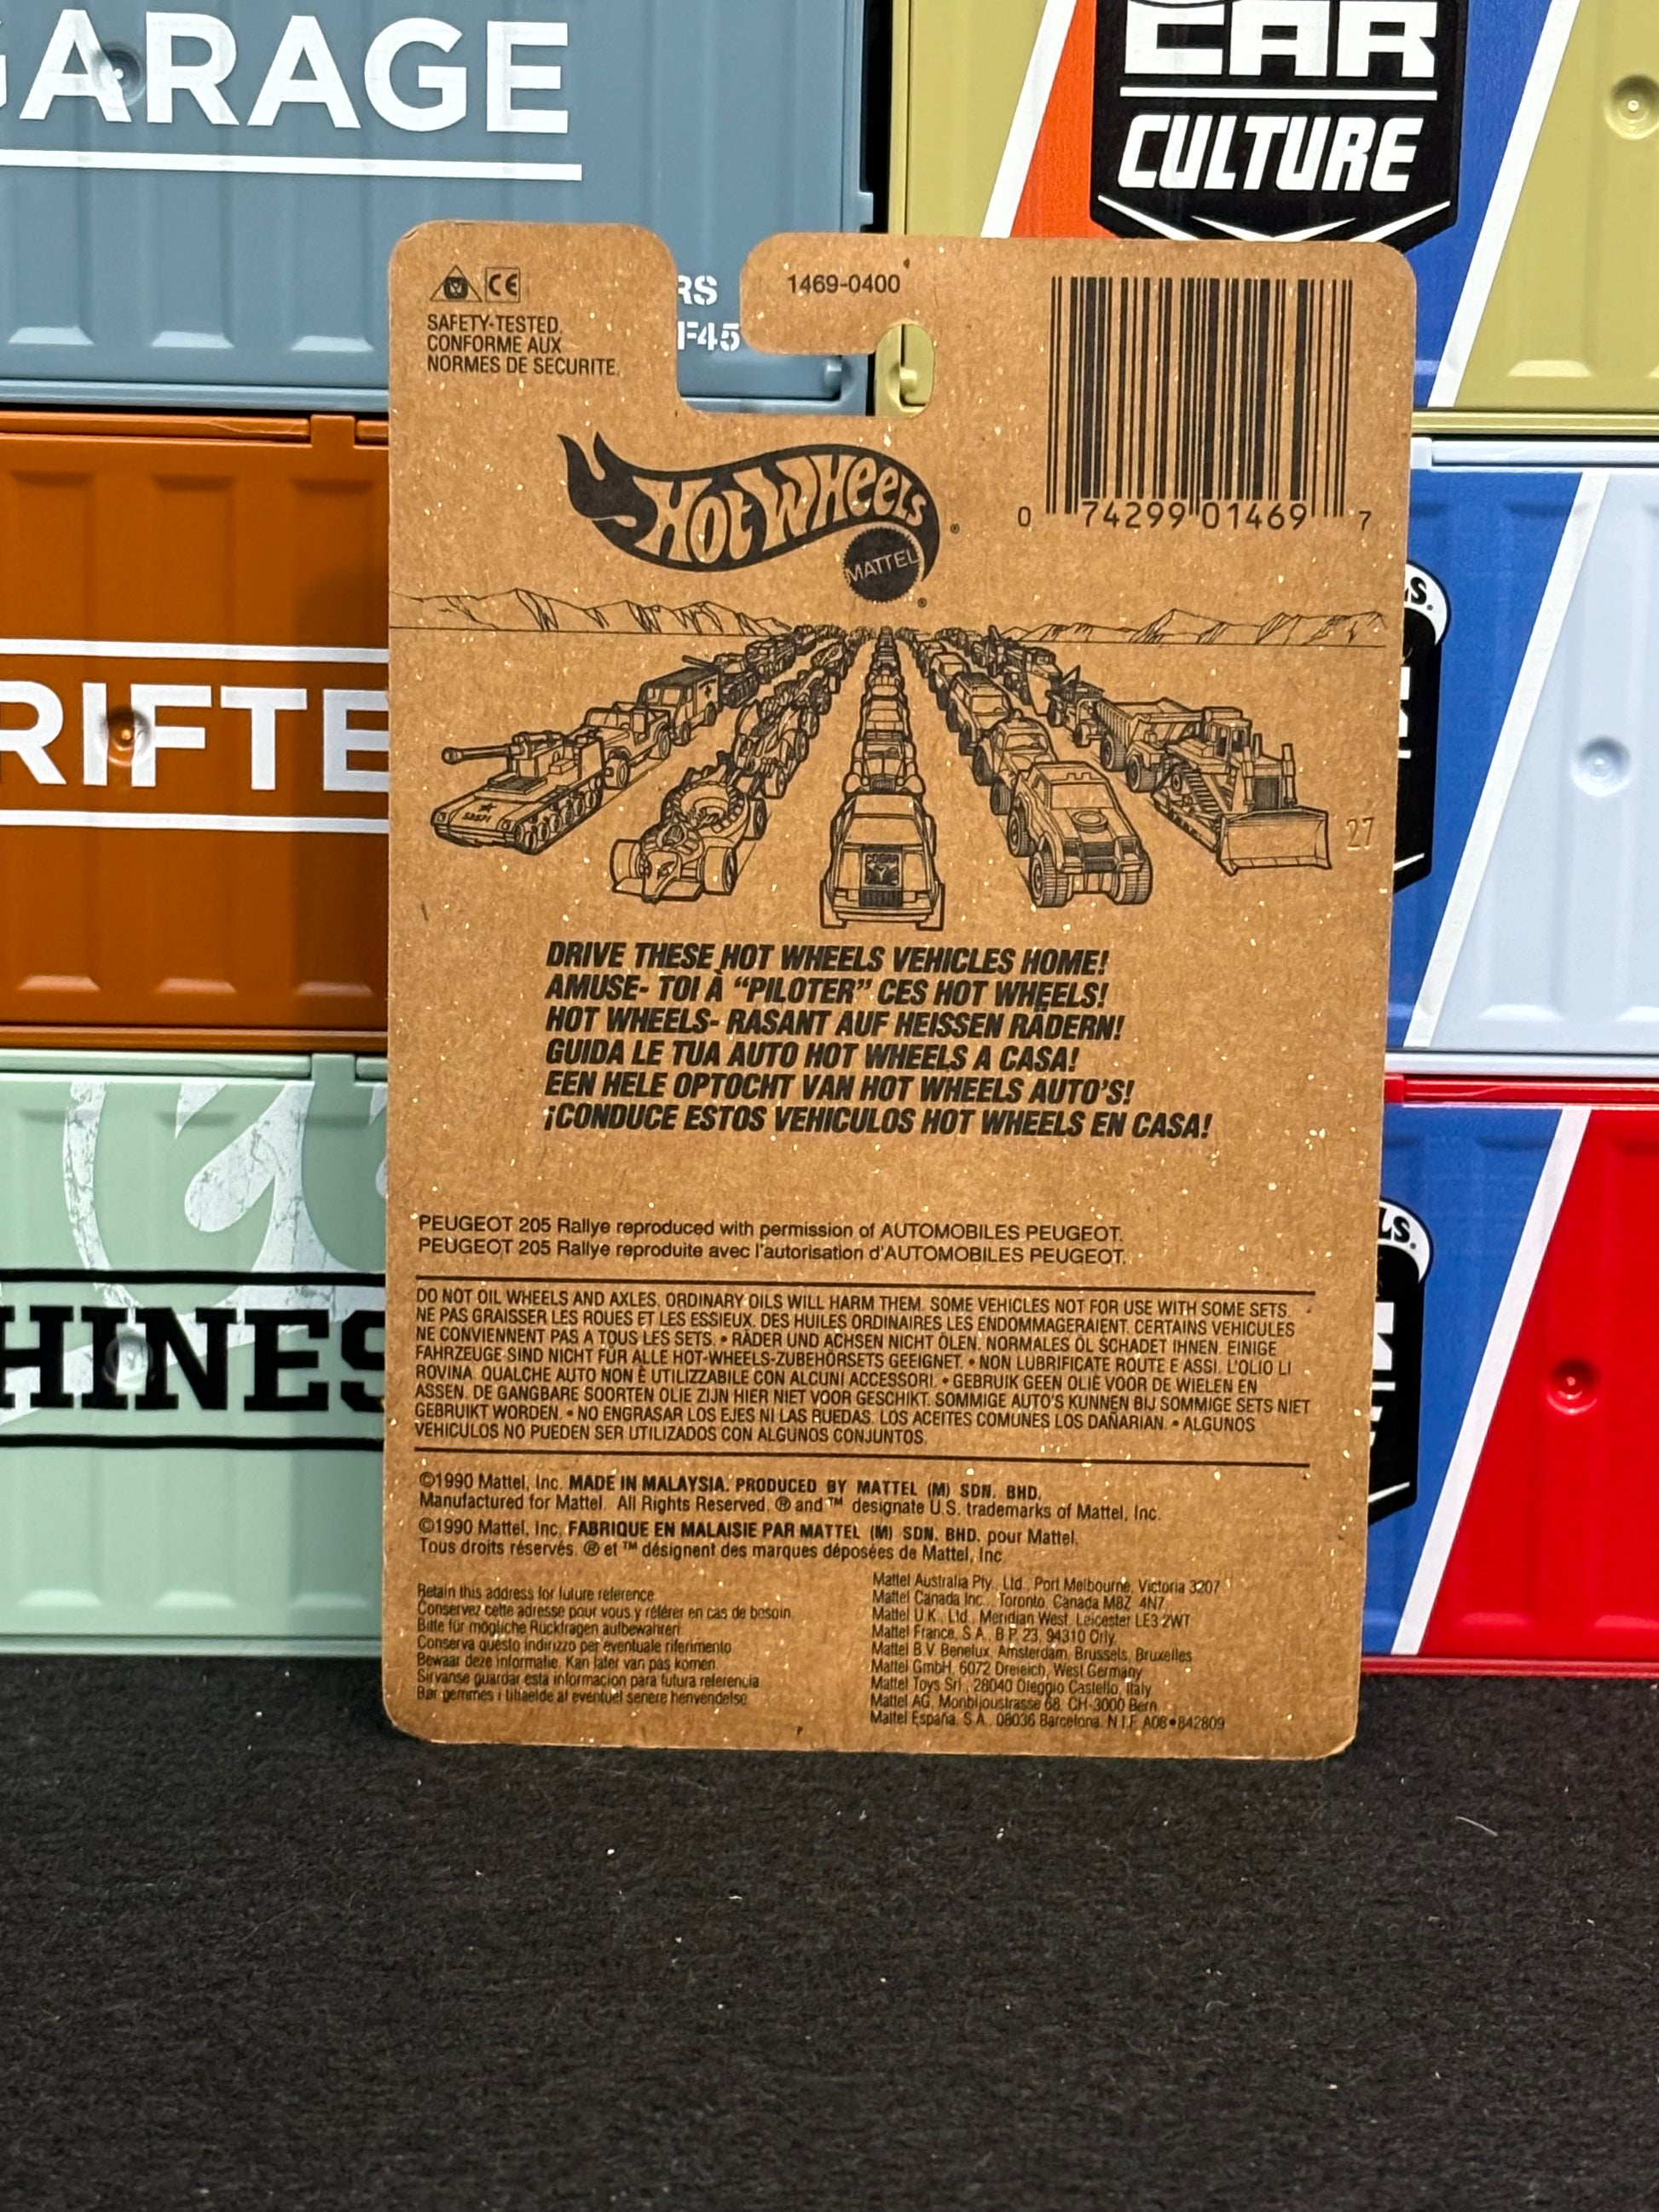 GARAGE
CAR
CULTURE
RS
F45
RIFTE
HINES
SAFETY-TESTED.
CONFORME AUX
NORMES DE SECURITE.
CE
1469-0400
0 74299 01469 7
HOT WHEELS
MATTEL
COBRA
27
DRIVE THESE HOT WHEELS VEHICLES HOME!
AMUSE- TOI À “PILOTER” CES HOT WHEELS!
HOT WHEELS- RASANT AUF HEISSEN RÄDERN!
GUIDA LE TUA AUTO HOT WHEELS A CASA!
EEN HELE OPTOCHT VAN HOT WHEELS AUTO'S!
¡CONDUCE ESTOS VEHICULOS HOT WHEELS EN CASA!
PEUGEOT 205 Rallye reproduced with permission of AUTOMOBILES PEUGEOT.
PEUGEOT 205 Rallye reproduite avec l'autorisation d'AUTOMOBILES PEUGEOT.
DO NOT OIL WHEELS AND AXLES. ORDINARY OILS WILL HARM THEM. SOME VEHICLES NOT FOR USE WITH SOME SETS. •
NE PAS GRAISSER LES ROUES ET LES ESSIEUX. DES HUILES ORDINAIRES LES ENDOMMAGERAIENT. CERTAINS VEHICULES
NE CONVIENNENT PAS A TOUS LES SETS. • RÄDER UND ACHSEN NICHT ÖLEN. NORMALES ÖL SCHADET IHNEN. EINIGE
FAHRZEUGE SIND NICHT FÜR ALLE HOT-WHEELS-ZUBEHÖRSETS GEEIGNET. • NON LUBRIFICATE ROUTE E ASSI. L'OLIO LI
ROVINA. QUALCHE AUTO NON È UTILIZZABILE CON ALCUNI ACCESSORI. • GEBRUIK GEEN OLIE VOOR DE WIELEN EN
ASSEN. DE GANGBARE SOORTEN OLIE ZIJN HIER NIET VOOR GESCHIKT. SOMMIGE AUTO'S KUNNEN BIJ SOMMIGE SETS NIET
GEBRUIKT WORDEN. • NO ENGRASAR LOS EJES NI LAS RUEDAS. LOS ACEITES COMUNES LOS DAÑARIAN. • ALGUNOS
VEHICULOS NO PUEDEN SER UTILIZADOS CON ALGUNOS CONJUNTOS.
©1990 Mattel, Inc. MADE IN MALAYSIA. PRODUCED BY MATTEL (M) SDN. BHD.
Manufactured for Mattel. All Rights Reserved. ® and ™ designate U.S. trademarks of Mattel, Inc.
©1990 Mattel, Inc. FABRIQUE EN MALAISIE PAR MATTEL (M) SDN. BHD. pour Mattel.
Tous droits réservés. ® et ™ désignent des marques déposées de Mattel, Inc.
Retain this address for future reference.
Conservez cette adresse pour vous y référer en cas de besoin.
Bitte für mögliche Rückfragen aufbewahren.
Conserva questo indirizzo per eventuale riferimento.
Bewaar deze informatie. Kan later van pas komen.
Sirvanse guardar esta informacion para futura referencia.
Bør gemmes i tilfælde af eventuel senere henvendelse.
Mattel Australia Pty., Ltd., Port Melbourne, Victoria 3207
Mattel Canada Inc., Toronto, Canada M8Z 4N7
Mattel U.K., Ltd., Meridian West, Leicester LE3 2WT
Mattel France, S.A., B.P. 23, 94310 Orly
Mattel B.V. Benelux, Amsterdam, Brussels, Bruxelles
Mattel GmbH, 6072 Dreieich, West Germany
Mattel Toys Srl., 28040 Oleggio Castello, Italy
Mattel AG, Monbijoustrasse 68, CH-3000 Bern
Mattel España, S.A., 08036 Barcelona. N.I.F. A08•842809